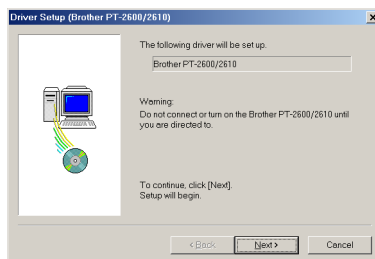 Driver Setup (Brother PT-2600/2610)
The following driver will be set up.
Brother PT-2600/2610
Warning:
Do not connect or turn on the Brother PT-2600/2610 until
you are directed to.
To continue, click [Next].
Setup will begin.
< Back
Next >
Cancel